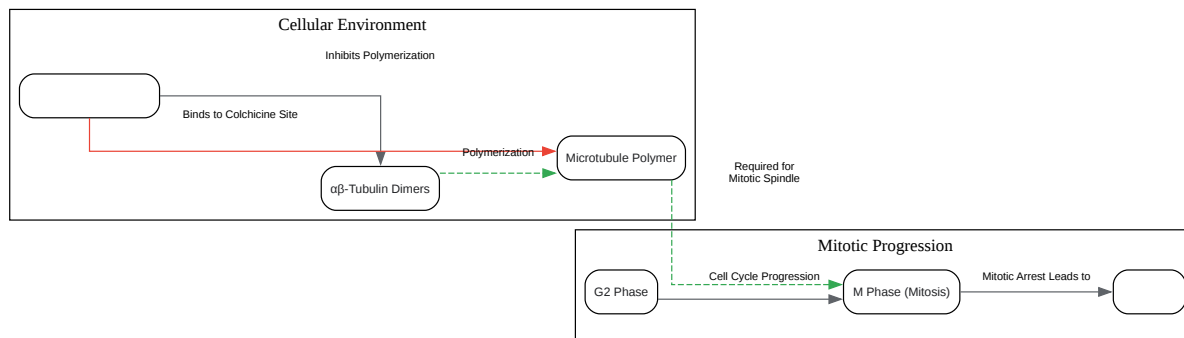 Cellular Environment
Inhibits Polymerization
Binds to Colchicine Site
Polymerization
Microtubule Polymer
αβ-Tubulin Dimers
Required for
Mitotic Spindle
Mitotic Progression
Cell Cycle Progression
Mitotic Arrest Leads to
G2 Phase
M Phase (Mitosis)